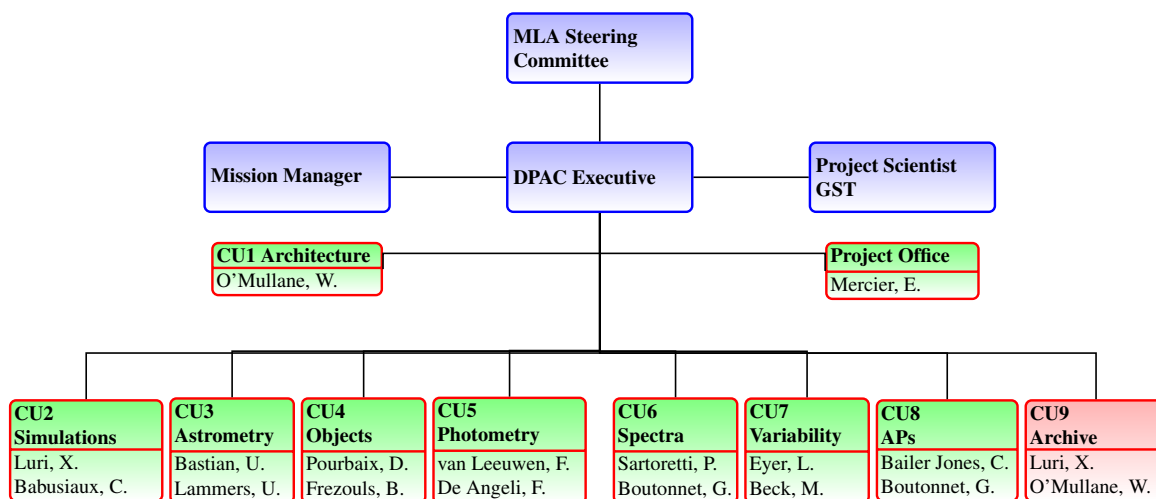 MLA Steering
Committee
Mission Manager
DPAC Executive
Project Scientist
GST
CU1 Architecture
O'Mullane, W.
Project Office
Mercier, E.
CU2
Simulations
Luri, X.
Babusiaux, C.
CU3
Astrometry
Bastian, U.
Lammers, U.
CU4
Objects
Pourbaix, D.
Frezouls, B.
CU5
Photometry
van Leeuwen, F.
De Angeli, F.
CU6
Spectra
Sartoretti, P.
Boutonnet, G.
CU7
Variability
Eyer, L.
Beck, M.
CU8
APs
Bailer Jones, C.
Boutonnet, G.
CU9
Archive
Luri, X.
O'Mullane, W.